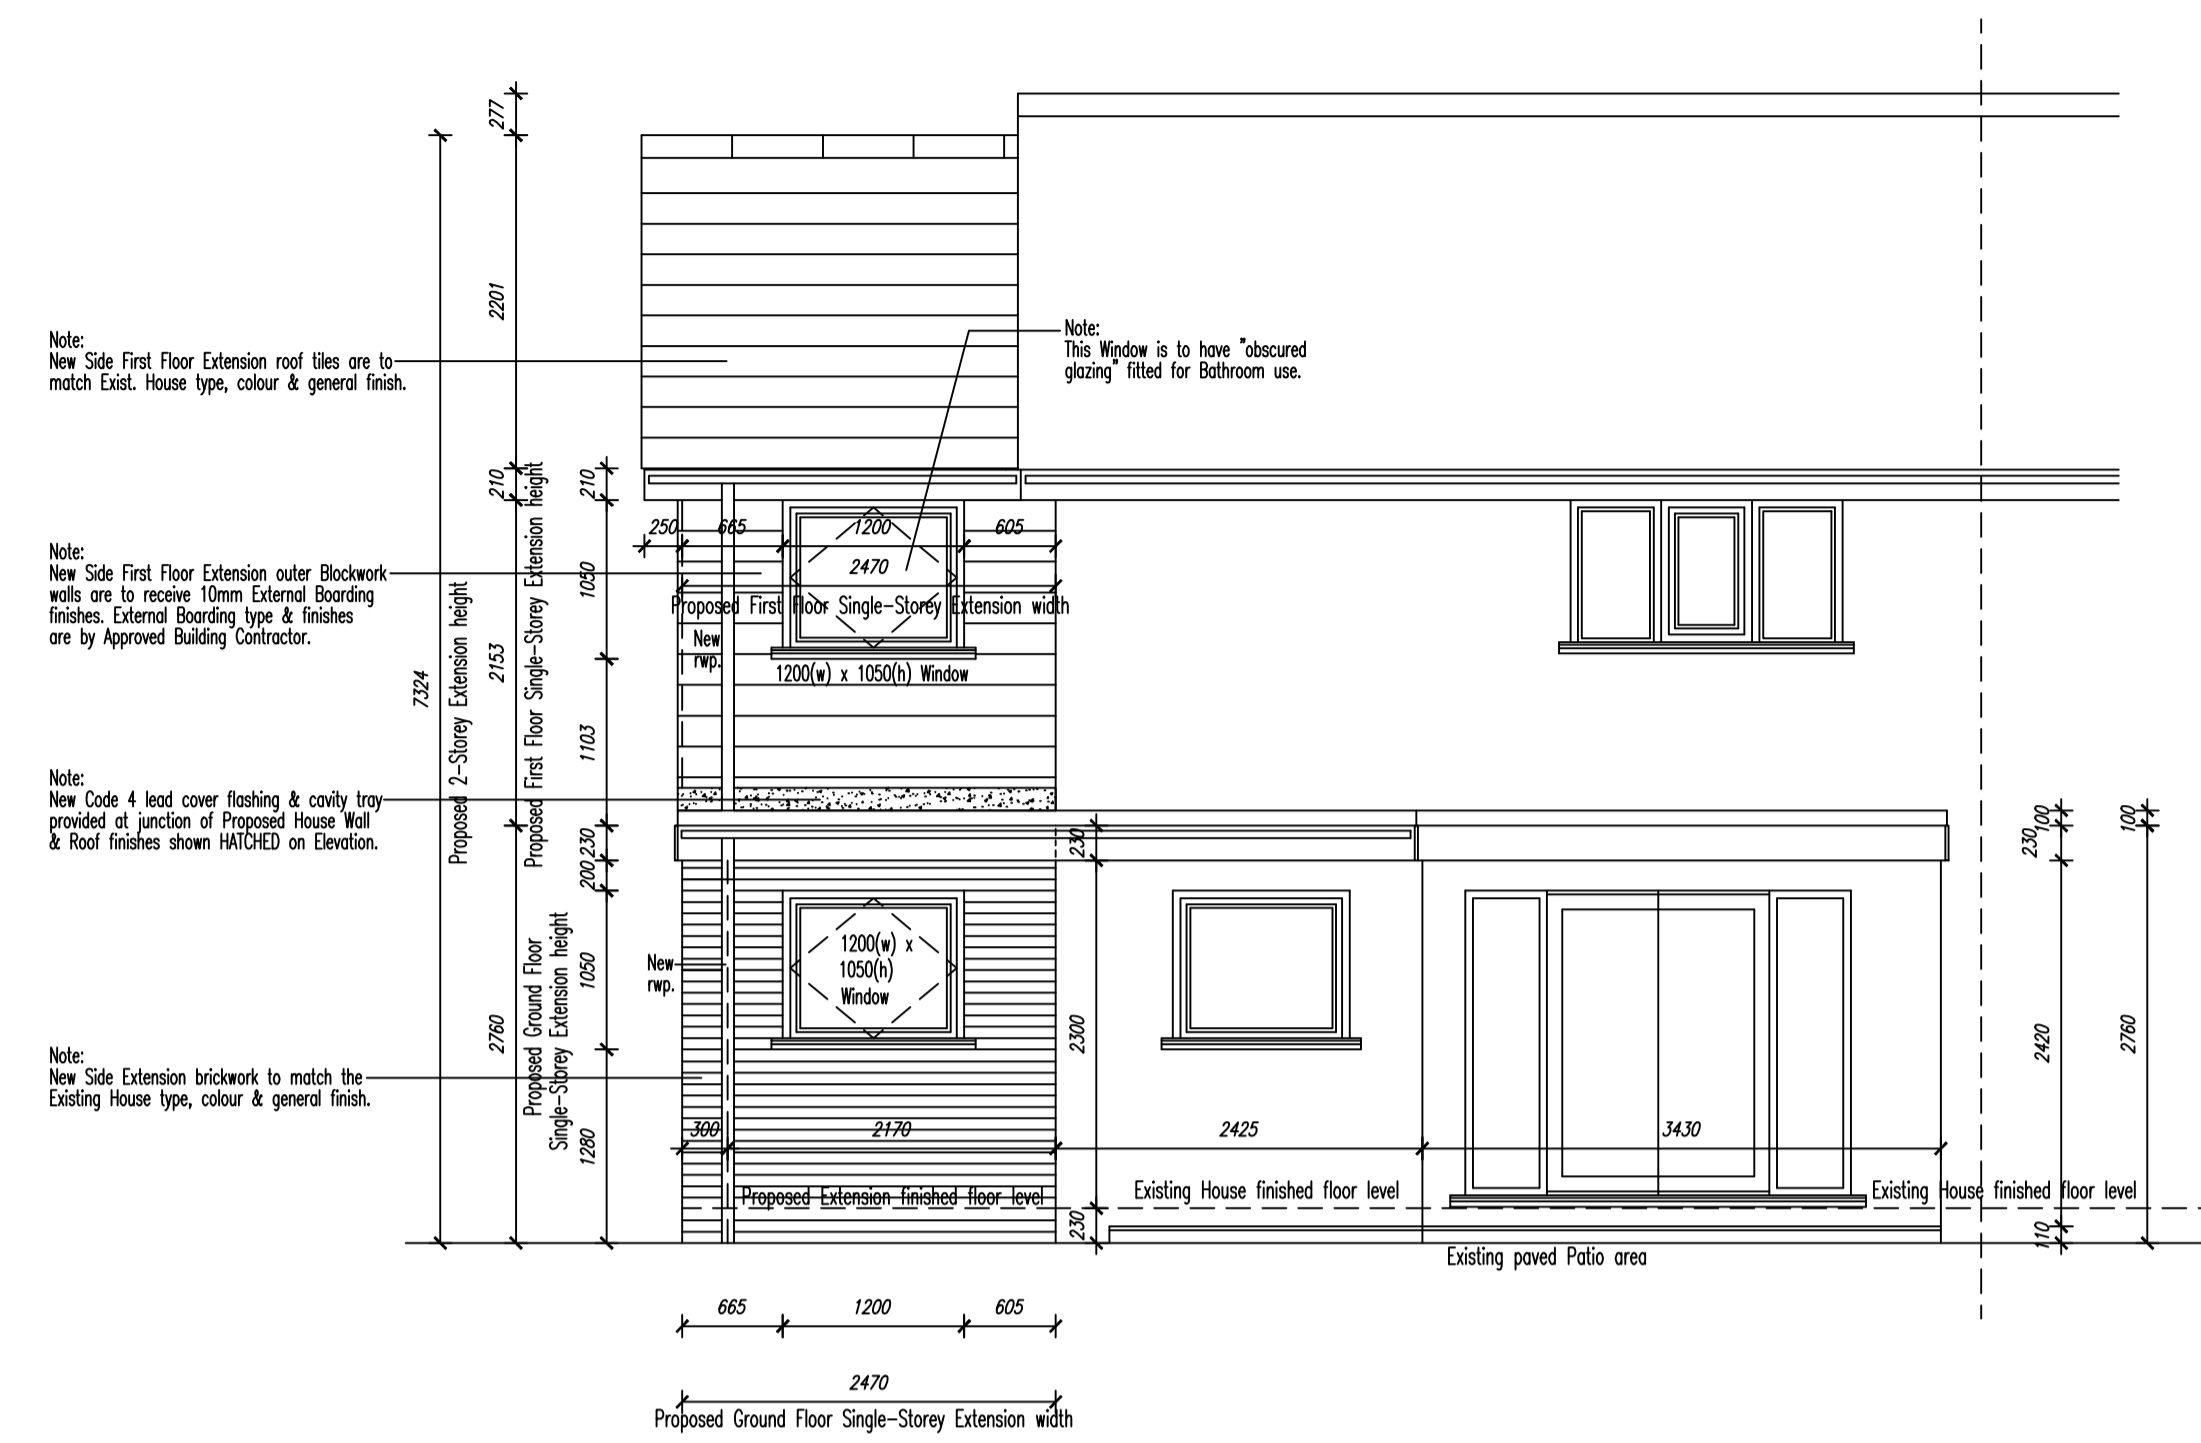 277
2201
Note:
New Side First Floor Extension roof tiles are to
match Exist. House type, colour & general finish.
Note:
This Window is to have "obscured
glazing" fitted for Bathroom use.
210
210
Note:
New Side First Floor Extension outer Blockwork
walls are to receive 10mm External Boarding
finishes. External Boarding type & finishes
are by Approved Building Contractor.
7324
Proposed 2-Storey Extension height
2153
Proposed First Floor Single-Storey Extension height
1050
1103
250
665
1200
605
2470
Proposed First Floor Single-Storey Extension width
New
rwp.
1200(w) x 1050(h) Window
Note:
New Code 4 lead cover flashing & cavity tray
provided at junction of Proposed House Wall
& Roof finishes shown HATCHED on Elevation.
230
200
230
100
230
100
2760
Proposed Ground Floor
Single-Storey Extension height
1050
1280
New
rwp.
1200(w) x
1050(h)
Window
2300
2420
2760
Note:
New Side Extension brickwork to match the
Existing House type, colour & general finish.
300
2170
2425
3430
Proposed Extension finished floor level
Existing House finished floor level
Existing House finished floor level
230
110
Existing paved Patio area
665
1200
605
2470
Proposed Ground Floor Single-Storey Extension width